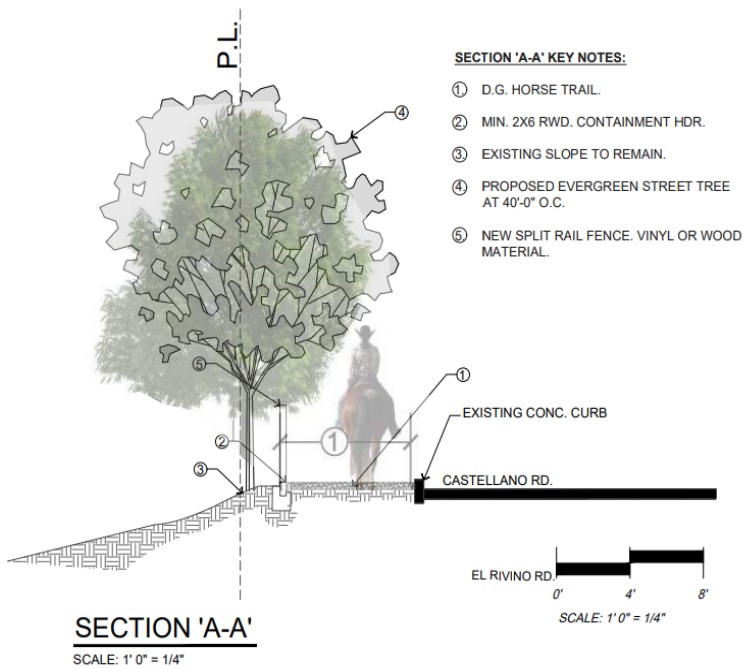 P.L.
SECTION 'A-A' KEY NOTES:
1. D.G. HORSE TRAIL.
2. MIN. 2X6 RWD. CONTAINMENT HDR.
3. EXISTING SLOPE TO REMAIN.
4. PROPOSED EVERGREEN STREET TREE
AT 40'-0" O.C.
5. NEW SPLIT RAIL FENCE. VINYL OR WOOD
MATERIAL.
4
5
1
EXISTING CONC. CURB
2
1
3
CASTELLANO RD.
EL RIVINO RD.
0' 4' 8'
SCALE: 1' 0" = 1/4"
SECTION 'A-A'
SCALE: 1' 0" = 1/4"